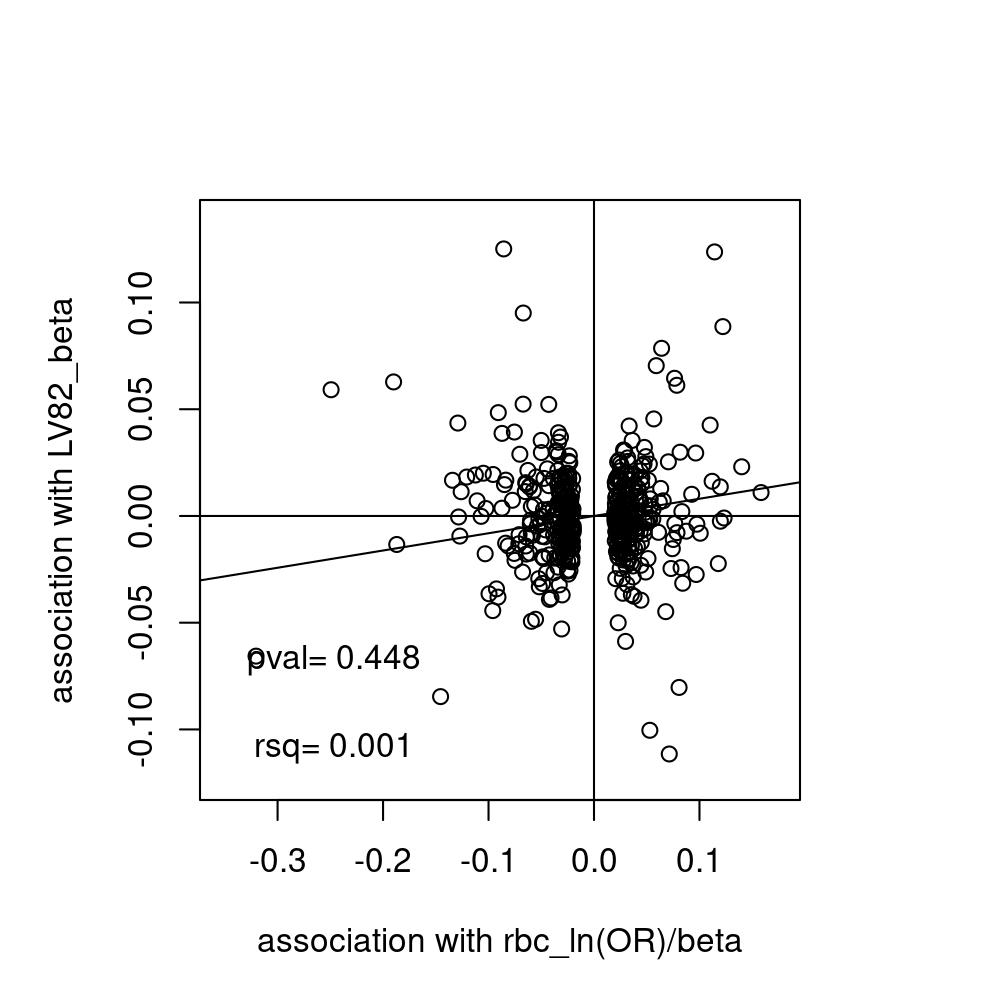 association with LV82_beta
0.10
0.05
0.00
-0.05
-0.10
pval= 0.448
rsq= 0.001
-0.3 -0.2 -0.1 0.0 0.1
association with rbc_ln(OR)/beta